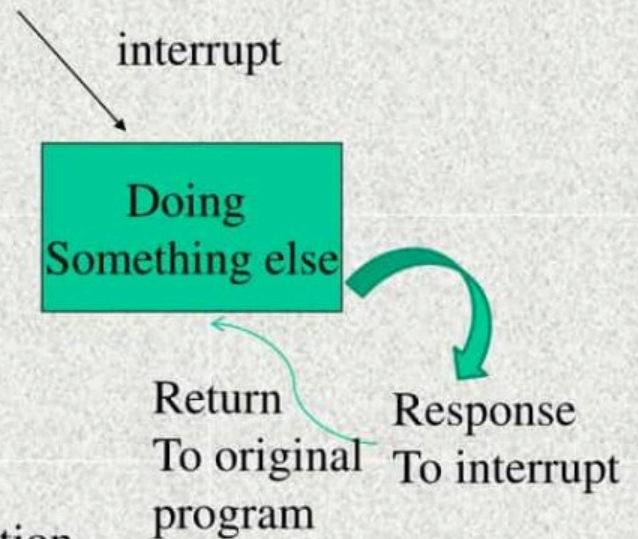 interrupt
Doing
Something else
Return
To original
program
Response
To interrupt